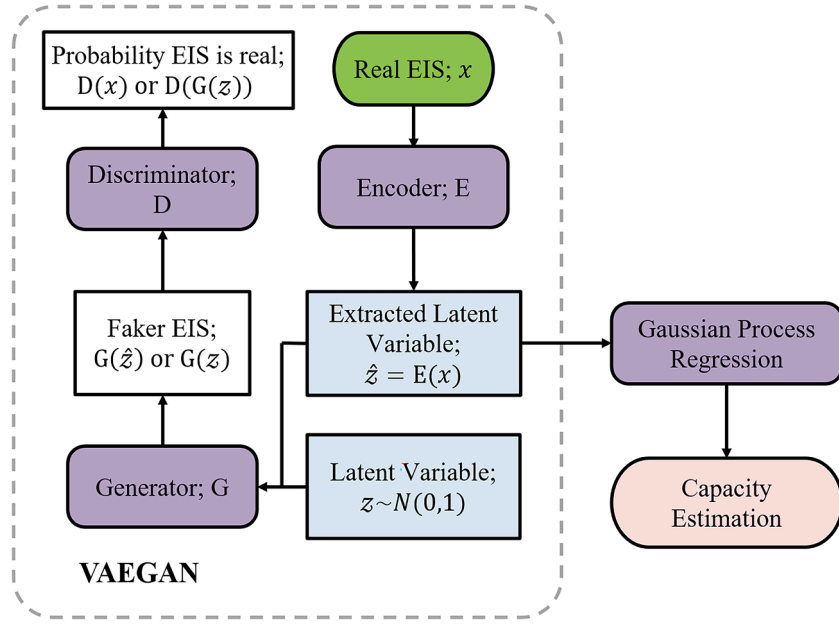 Probability EIS is real;
D(x) or D(G(z))
Real EIS; x
Discriminator;
D
Encoder; E
Faker EIS;
G(ẑ) or G(z)
Extracted Latent
Variable;
ẑ = E(x)
Gaussian Process
Regression
Generator; G
Latent Variable;
z~N(0,1)
Capacity
Estimation
VAEGAN